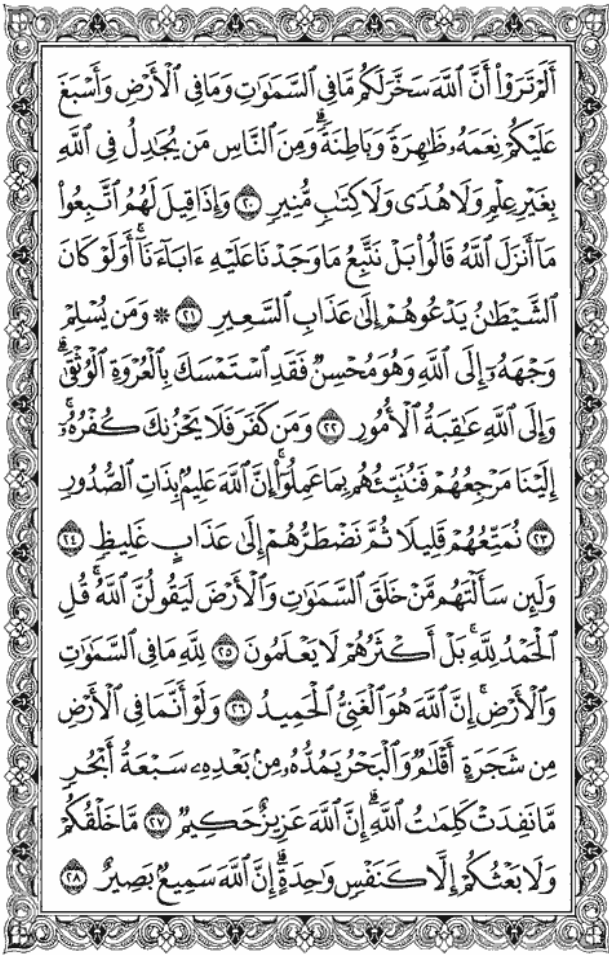 أَلَمْ تَرَوْا۟ أَنَّ ٱللَّهَ سَخَّرَ لَكُم مَّا فِى ٱلسَّمَٰوَٰتِ وَمَا فِى ٱلْأَرْضِ وَأَسْبَغَ
عَلَيْكُمْ نِعَمَهُۥ ظَٰهِرَةً وَبَاطِنَةً ۗ وَمِنَ ٱلنَّاسِ مَن يُجَٰدِلُ فِى ٱللَّهِ
بِغَيْرِ عِلْمٍ وَلَا هُدًى وَلَا كِتَٰبٍ مُّنِيرٍ ٢٠ وَإِذَا قِيلَ لَهُمُ ٱتَّبِعُوا۟
مَآ أَنزَلَ ٱللَّهُ قَالُوا۟ بَلْ نَتَّبِعُ مَا وَجَدْنَا عَلَيْهِ ءَابَآءَنَآ ۚ أَوَلَوْ كَانَ
ٱلشَّيْطَٰنُ يَدْعُوهُمْ إِلَىٰ عَذَابِ ٱلسَّعِيرِ ٢١ ۞ وَمَن يُسْلِمْ
وَجْهَهُۥٓ إِلَى ٱللَّهِ وَهُوَ مُحْسِنٌ فَقَدِ ٱسْتَمْسَكَ بِٱلْعُرْوَةِ ٱلْوُثْقَىٰ ۗ
وَإِلَى ٱللَّهِ عَٰقِبَةُ ٱلْأُمُورِ ٢٢ وَمَن كَفَرَ فَلَا يَحْزُنكَ كُفْرُهُۥٓ ۚ
إِلَيْنَا مَرْجِعُهُمْ فَنُنَبِّئُهُم بِمَا عَمِلُوٓا۟ ۚ إِنَّ ٱللَّهَ عَلِيمٌۢ بِذَاتِ ٱلصُّدُورِ
٢٣ نُمَتِّعُهُمْ قَلِيلًا ثُمَّ نَضْطَرُّهُمْ إِلَىٰ عَذَابٍ غَلِيظٍ ٢٤
وَلَئِن سَأَلْتَهُم مَّنْ خَلَقَ ٱلسَّمَٰوَٰتِ وَٱلْأَرْضَ لَيَقُولُنَّ ٱللَّهُ ۚ قُلِ
ٱلْحَمْدُ لِلَّهِ ۚ بَلْ أَكْثَرُهُمْ لَا يَعْلَمُونَ ٢٥ لِلَّهِ مَا فِى ٱلسَّمَٰوَٰتِ
وَٱلْأَرْضِ ۚ إِنَّ ٱللَّهَ هُوَ ٱلْغَنِىُّ ٱلْحَمِيدُ ٢٦ وَلَوْ أَنَّمَا فِى ٱلْأَرْضِ
مِن شَجَرَةٍ أَقْلَٰمٌ وَٱلْبَحْرُ يَمُدُّهُۥ مِنۢ بَعْدِهِۦ سَبْعَةُ أَبْحُرٍ
مَّا نَفِدَتْ كَلِمَٰتُ ٱللَّهِ ۗ إِنَّ ٱللَّهَ عَزِيزٌ حَكِيمٌ ٢٧ مَّا خَلْقُكُمْ
وَلَا بَعْثُكُمْ إِلَّا كَنَفْسٍ وَٰحِدَةٍ ۗ إِنَّ ٱللَّهَ سَمِيعٌۢ بَصِيرٌ ٢٨